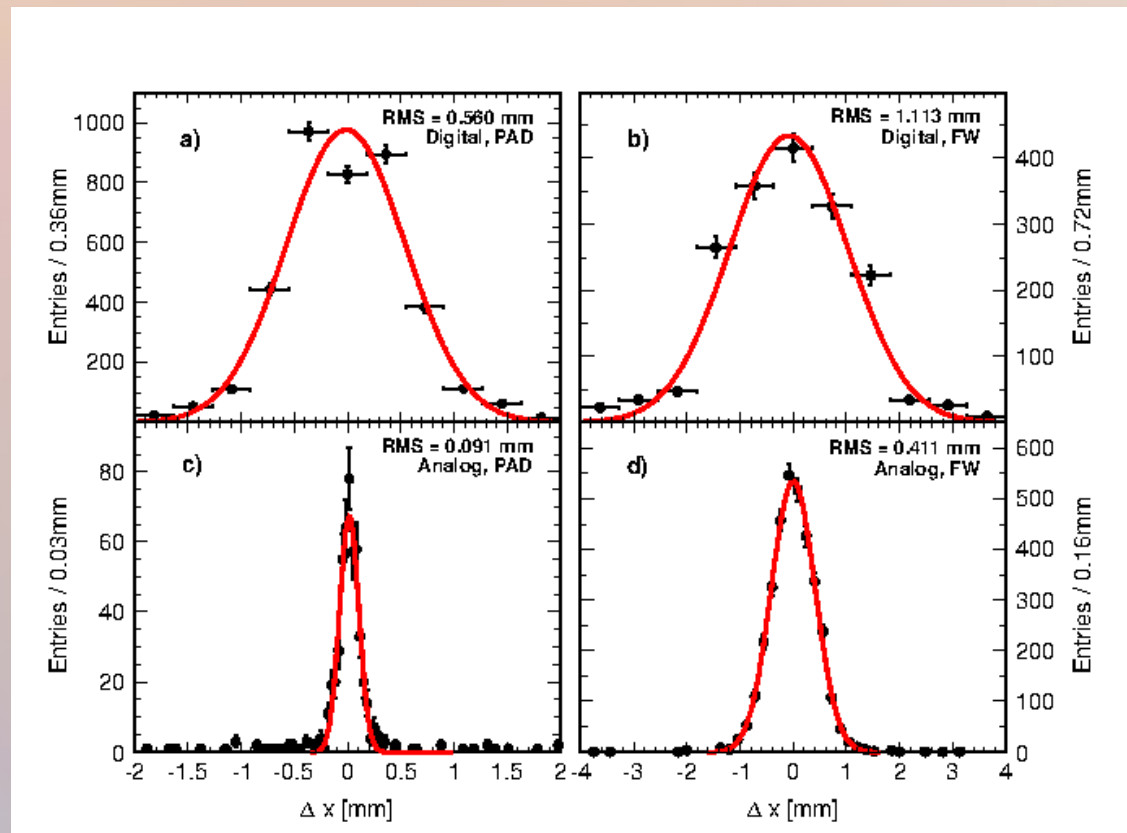 a)
RMS = 0.560 mm
Digital, PAD
b)
RMS = 1.113 mm
Digital, FW
1000
800
600
400
200
Entries / 0.36mm
400
300
200
100
Entries / 0.72mm
c)
RMS = 0.091 mm
Analog, PAD
d)
RMS = 0.411 mm
Analog, FW
80
60
40
20
0
Entries / 0.03mm
600
500
400
300
200
100
0
Entries / 0.16mm
-2 -1.5 -1 -0.5 0 0.5 1 1.5 2
-4 -3 -2 -1 0 1 2 3 4
Δ x [mm]
Δ x [mm]